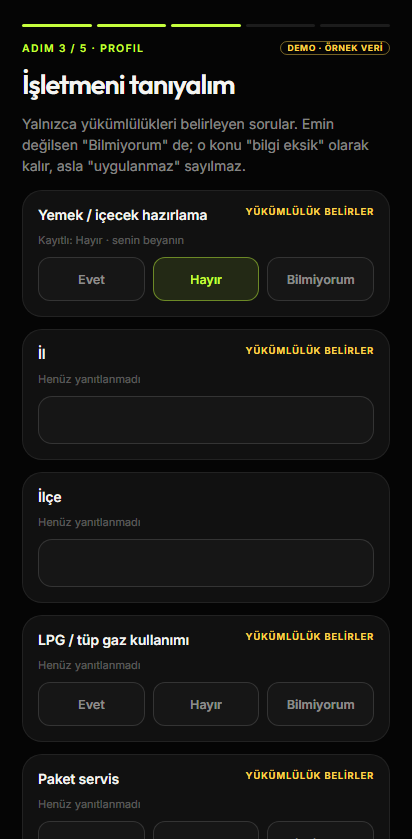 ADIM 3 / 5 · PROFIL
DEMO · ÖRNEK VERİ
İşletmeni tanıyalım
Yalnızca yükümlülükleri belirleyen sorular. Emin
değilsen "Bilmiyorum" de; o konu "bilgi eksik" olarak
kalır, asla "uygulanmaz" sayılmaz.
Yemek / içecek hazırlama
YÜKÜMLÜLÜK BELİRLER
Kayıtlı: Hayır · senin beyanın
Evet
Hayır
Bilmiyorum
İl
YÜKÜMLÜLÜK BELİRLER
Henüz yanıtlanmadı
İlçe
Henüz yanıtlanmadı
LPG / tüp gaz kullanımı
YÜKÜMLÜLÜK BELİRLER
Henüz yanıtlanmadı
Evet
Hayır
Bilmiyorum
Paket servis
YÜKÜMLÜLÜK BELİRLER
Henüz yanıtlanmadı